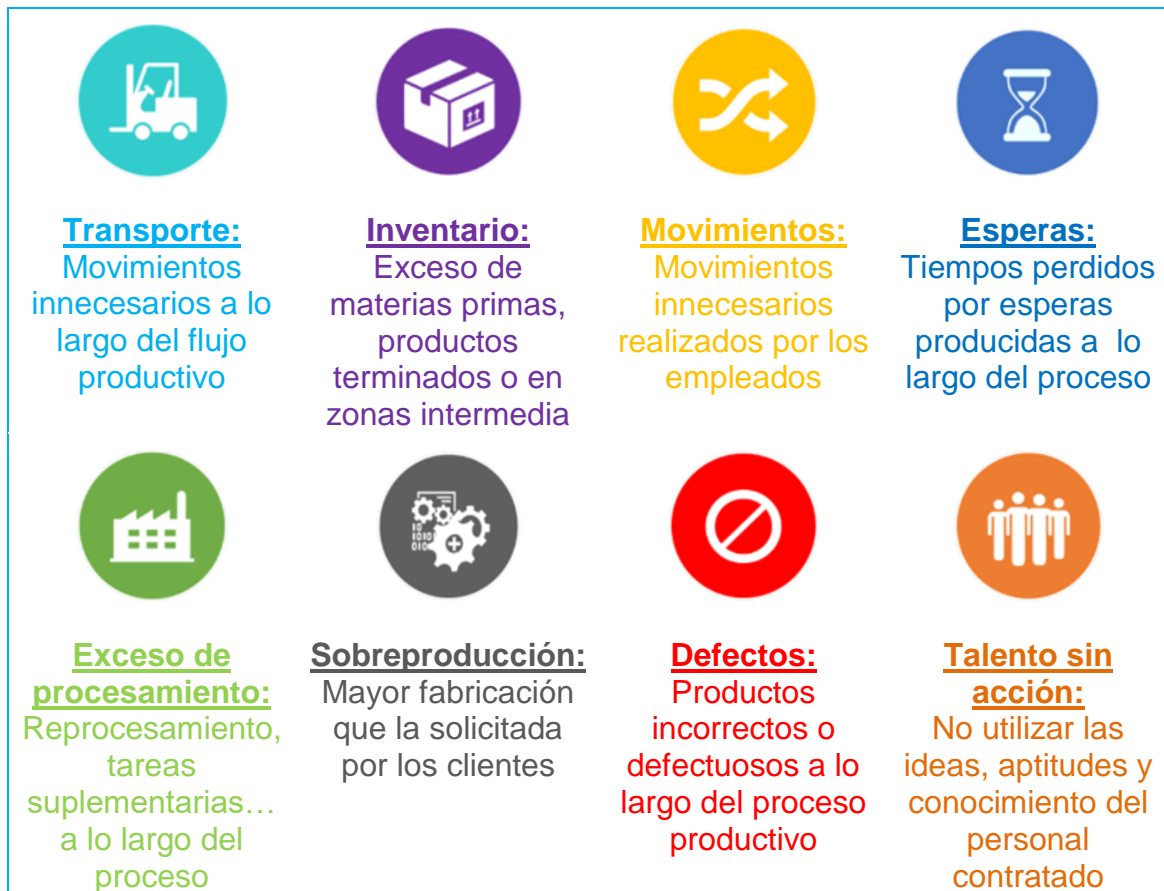 Transporte:
Movimientos
innecesarios a lo
largo del flujo
productivo
Inventario:
Exceso de
materias primas,
productos
terminados o en
zonas intermedia
Movimientos:
Movimientos
innecesarios
realizados por los
empleados
Esperas:
Tiempos perdidos
por esperas
producidas a  lo
largo del proceso
10
1010
010
Exceso de
procesamiento:
Reprocesamiento,
tareas
suplementarias…
a lo largo del
proceso
Sobreproducción:
Mayor fabricación
que la solicitada
por los clientes
Defectos:
Productos
incorrectos o
defectuosos a lo
largo del proceso
productivo
Talento sin
acción:
No utilizar las
ideas, aptitudes y
conocimiento del
personal
contratado